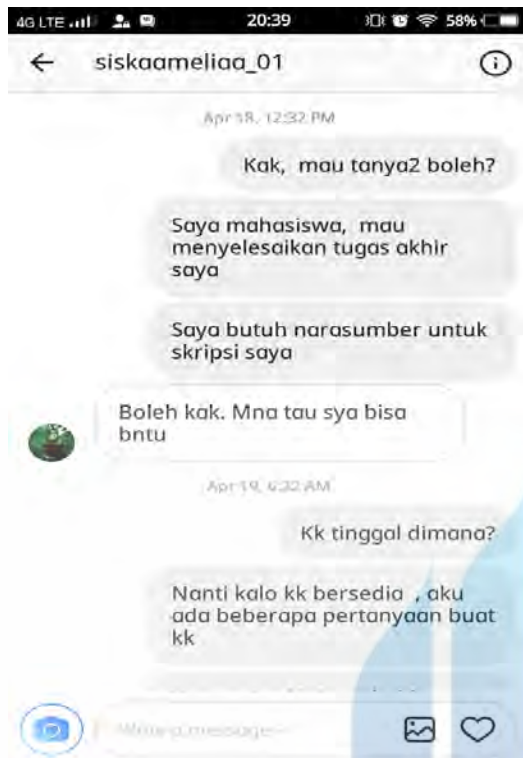 4G LTE 20:39 58%
siskaameliaa_01
Apr 18, 12:32 PM
Kak, mau tanya2 boleh?
Saya mahasiswa, mau
menyelesaikan tugas akhir
saya
Saya butuh narasumber untuk
skripsi saya
Boleh kak. Mna tau sya bisa
bntu
Apr 19, 6:32 AM
Kk tinggal dimana?
Nanti kalo kk bersedia , aku
ada beberapa pertanyaan buat
kk
Write a message...